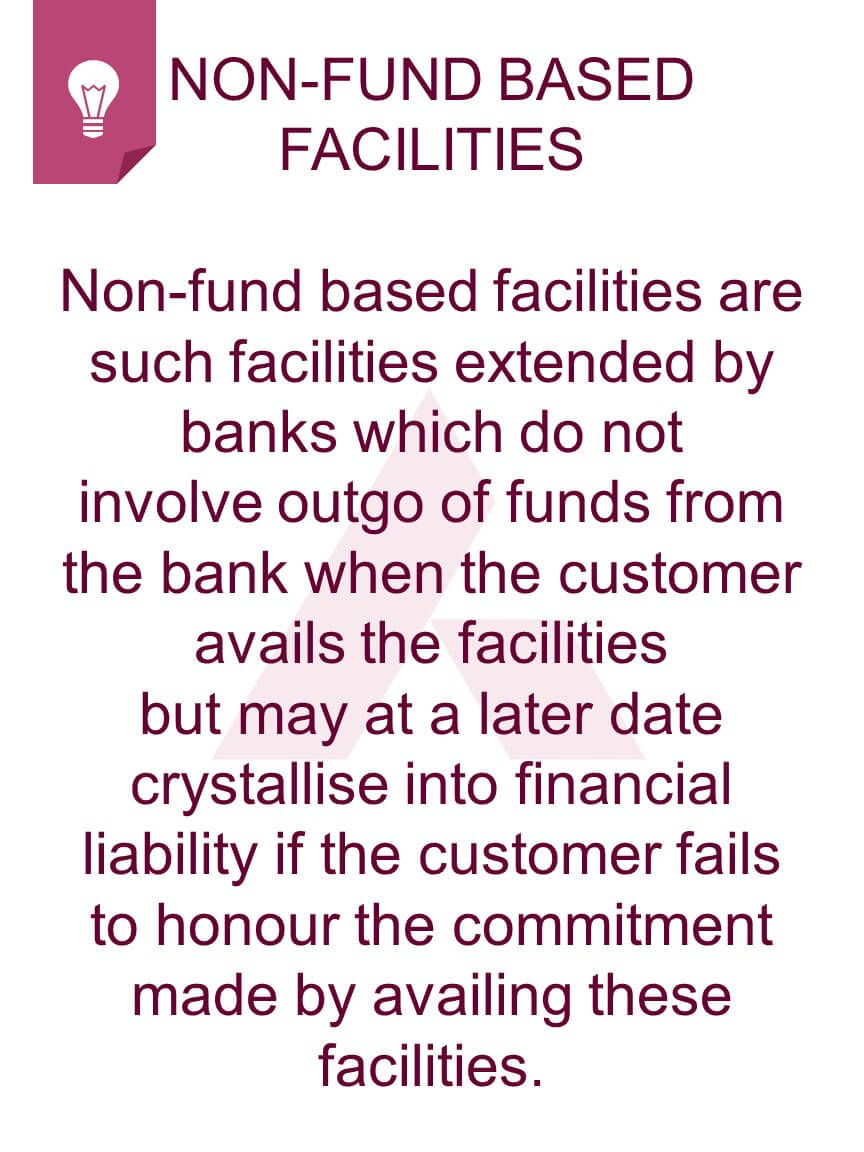 NON-FUND BASED
FACILITIES
Non-fund based facilities are
such facilities extended by
banks which do not
involve outgo of funds from
the bank when the customer
avails the facilities
but may at a later date
crystallise into financial
liability if the customer fails
to honour the commitment
made by availing these
facilities.